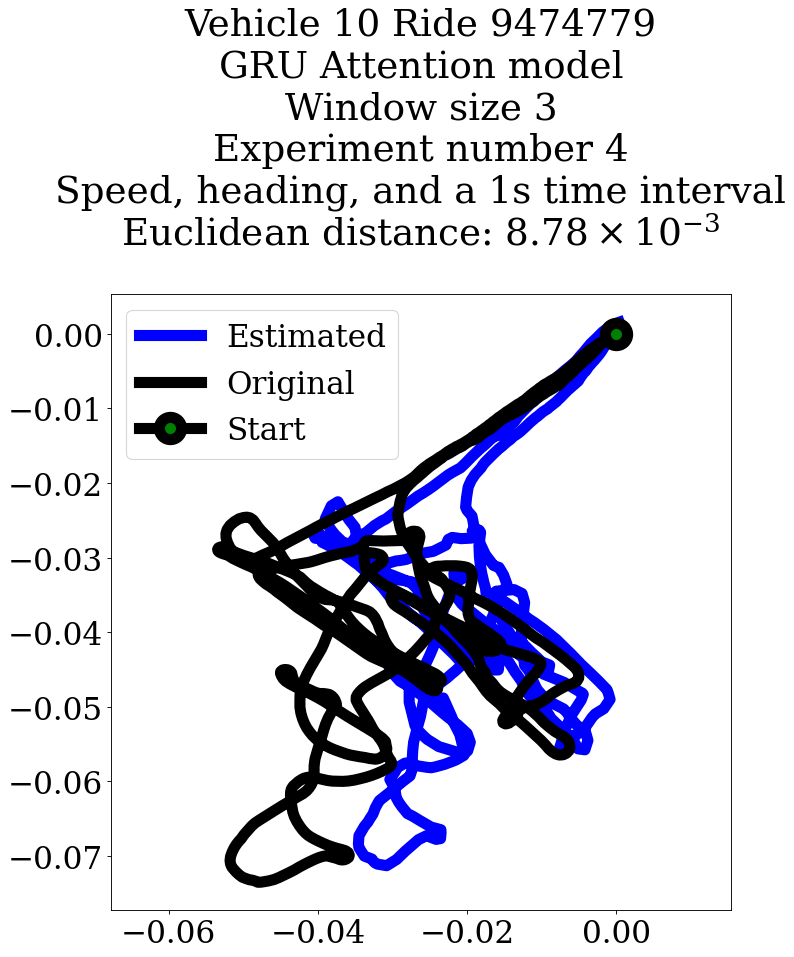 Vehicle 10 Ride 9474779
GRU Attention model
Window size 3
Experiment number 4
Speed, heading, and a 1s time interval
Euclidean distance: 8.78 × 10⁻³
Estimated
Original
Start
0.00
−0.01
−0.02
−0.03
−0.04
−0.05
−0.06
−0.07
−0.06 −0.04 −0.02 0.00